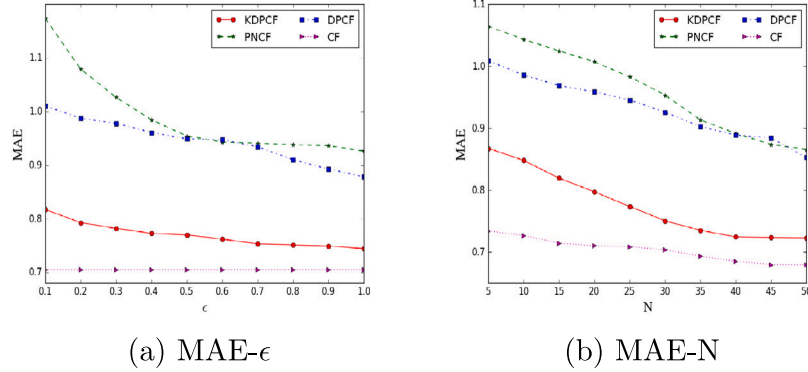 KDPCF DPCF
PNCF CF
MAE
1.1
1.0
0.9
0.8
0.7
0.1 0.2 0.3 0.4 0.5 0.6 0.7 0.8 0.9 1.0
ϵ
(a) MAE-ϵ
KDPCF DPCF
PNCF CF
MAE
1.1
1.0
0.9
0.8
0.7
5 10 15 20 25 30 35 40 45 50
N
(b) MAE-N